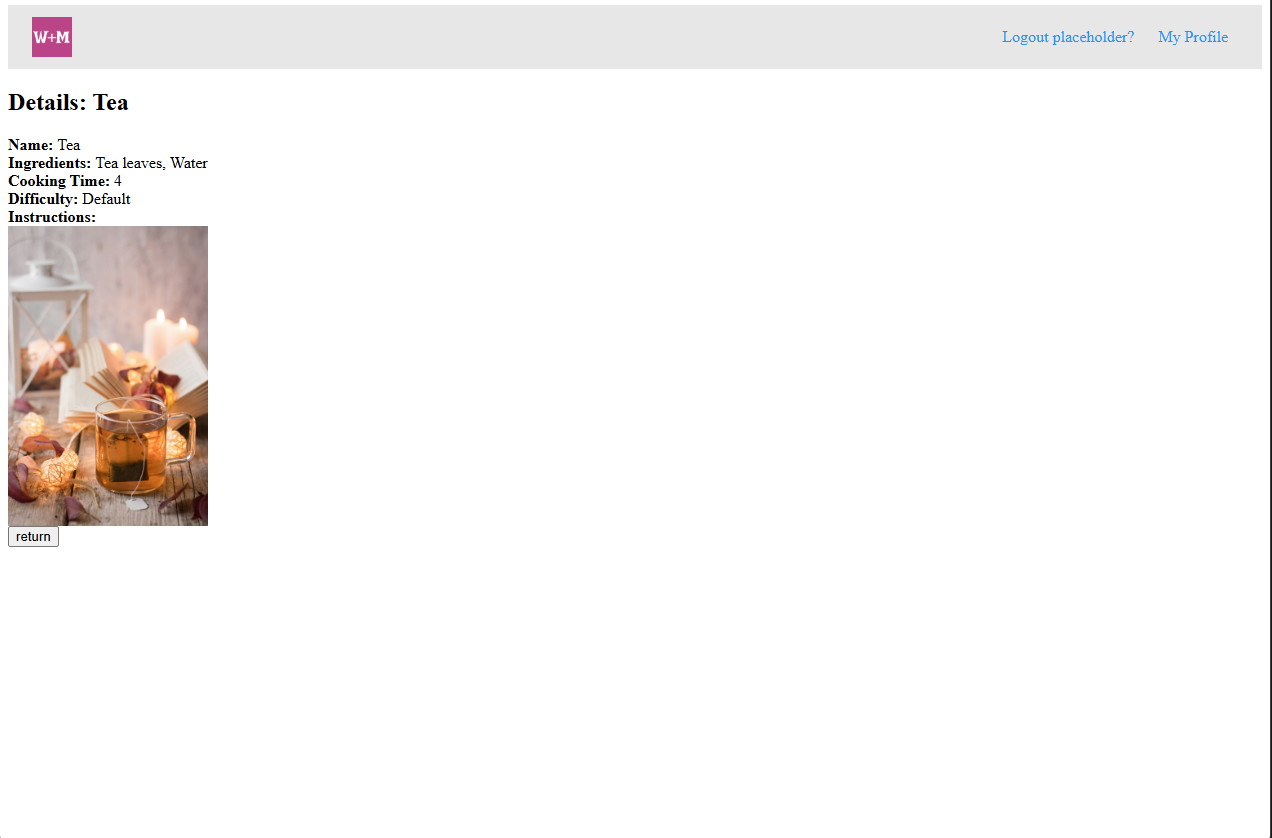 W+M
Logout placeholder? My Profile
Details: Tea
Name: Tea
Ingredients: Tea leaves, Water
Cooking Time: 4
Difficulty: Default
Instructions:
return